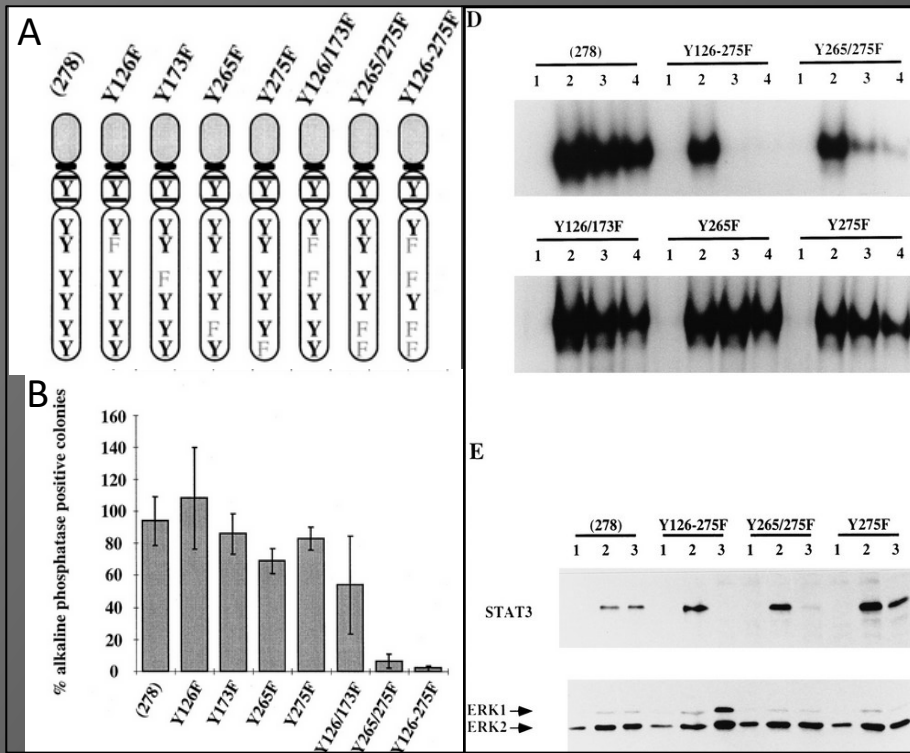 A
(278) Y126F Y173F Y265F Y275F Y126/173F Y265/275F Y126-275F
Y Y Y Y Y Y Y Y
Y Y Y Y Y Y Y Y
Y F Y Y Y F Y F
Y Y F Y Y F Y F
Y Y Y Y Y Y Y Y
Y Y Y F Y Y F F
Y Y Y Y F Y F F
B
% alkaline phosphatase positive colonies
160
140
120
100
80
60
40
20
0
(278) Y126F Y173F Y265F Y275F Y126/173F Y265/275F Y126-275F
D
(278) Y126-275F Y265/275F
1 2 3 4 1 2 3 4 1 2 3 4
Y126/173F Y265F Y275F
1 2 3 4 1 2 3 4 1 2 3 4
E
(278) Y126-275F Y265/275F Y275F
1 2 3 1 2 3 1 2 3 1 2 3
STAT3
ERK1
ERK2